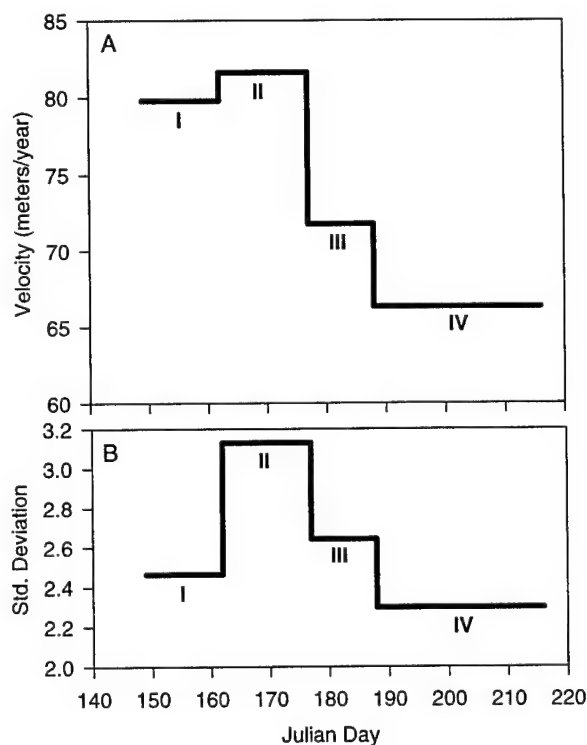 A
Velocity (meters/year)
85
80
75
70
65
60
I
II
III
IV
B
Std. Deviation
3.2
3.0
2.8
2.6
2.4
2.2
2.0
I
II
III
IV
140 150 160 170 180 190 200 210 220
Julian Day